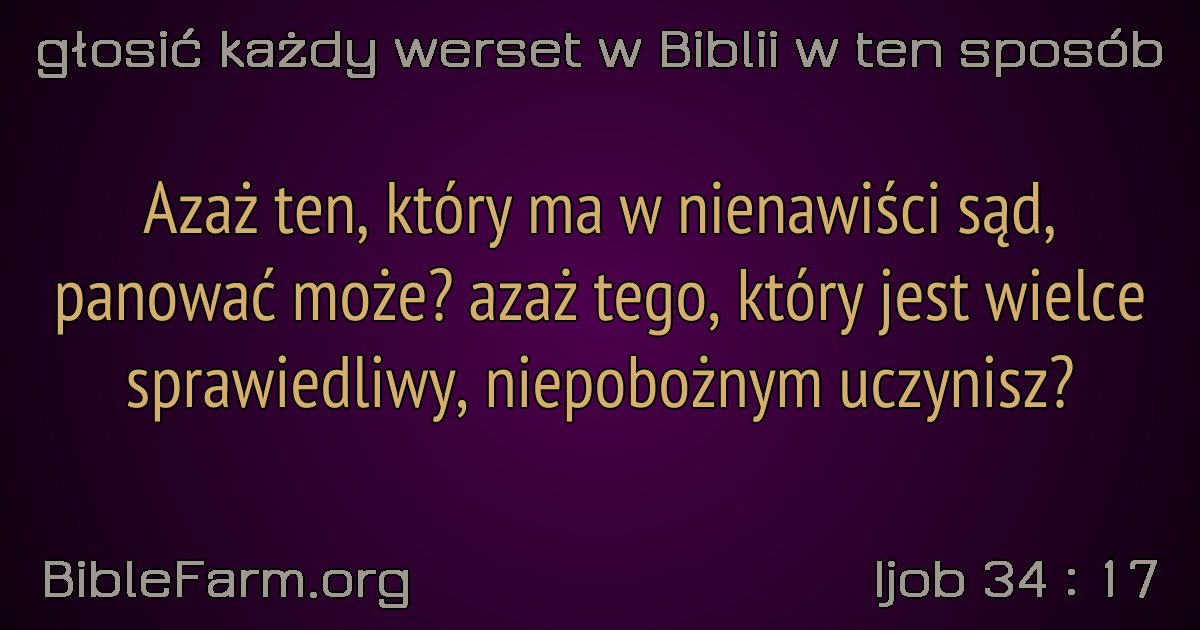 głosić każdy werset w Biblii w ten sposób
Azaż ten, który ma w nienawiści sąd,
panować może? azaż tego, który jest wielce
sprawiedliwy, niepobożnym uczynisz?
BibleFarm.org
Ijob 34 : 17